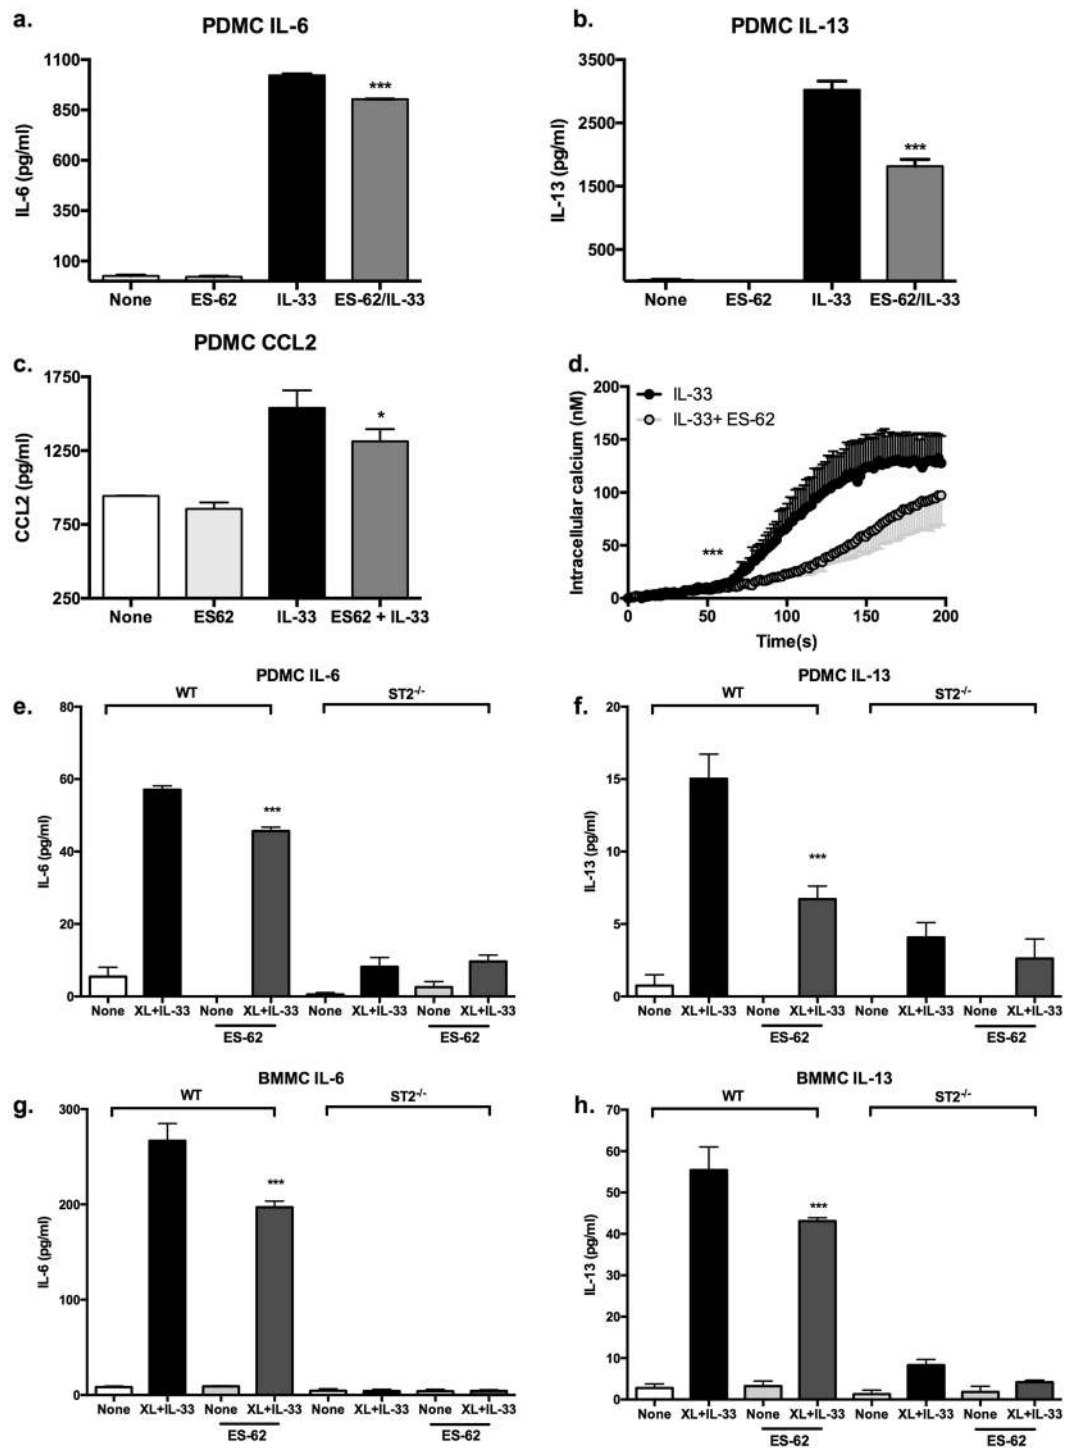 a.
PDMC IL-6
IL-6 (pg/ml)
1100
850
600
350
100
None ES-62 IL-33 ES-62/IL-33
b.
PDMC IL-13
IL-13 (pg/ml)
3500
2500
1500
500
***
***
None ES-62 IL-33 ES-62/IL-33
c.
PDMC CCL2
CCL2 (pg/ml)
1750
1250
750
250
*
None ES62 IL-33 ES62 + IL-33
d.
Intracellular calcium (nM)
200
150
100
50
0
IL-33
IL-33+ ES-62
***
0 50 100 150 200
Time(s)
e.
PDMC IL-6
WT ST2-/-
IL-6 (pg/ml)
80
60
40
20
0
***
None XL+IL-33 None XL+IL-33 None XL+IL-33 None XL+IL-33
ES-62 ES-62
f.
PDMC IL-13
WT ST2-/-
IL-13 (pg/ml)
20
15
10
5
0
***
None XL+IL-33 None XL+IL-33 None XL+IL-33 None XL+IL-33
ES-62 ES-62
g.
BMMC IL-6
WT ST2-/-
IL-6 (pg/ml)
300
200
100
0
***
None XL+IL-33 None XL+IL-33 None XL+IL-33 None XL+IL-33
ES-62 ES-62
h.
BMMC IL-13
WT ST2-/-
IL-13 (pg/ml)
70
60
50
40
30
20
10
0
***
None XL+IL-33 None XL+IL-33 None XL+IL-33 None XL+IL-33
ES-62 ES-62